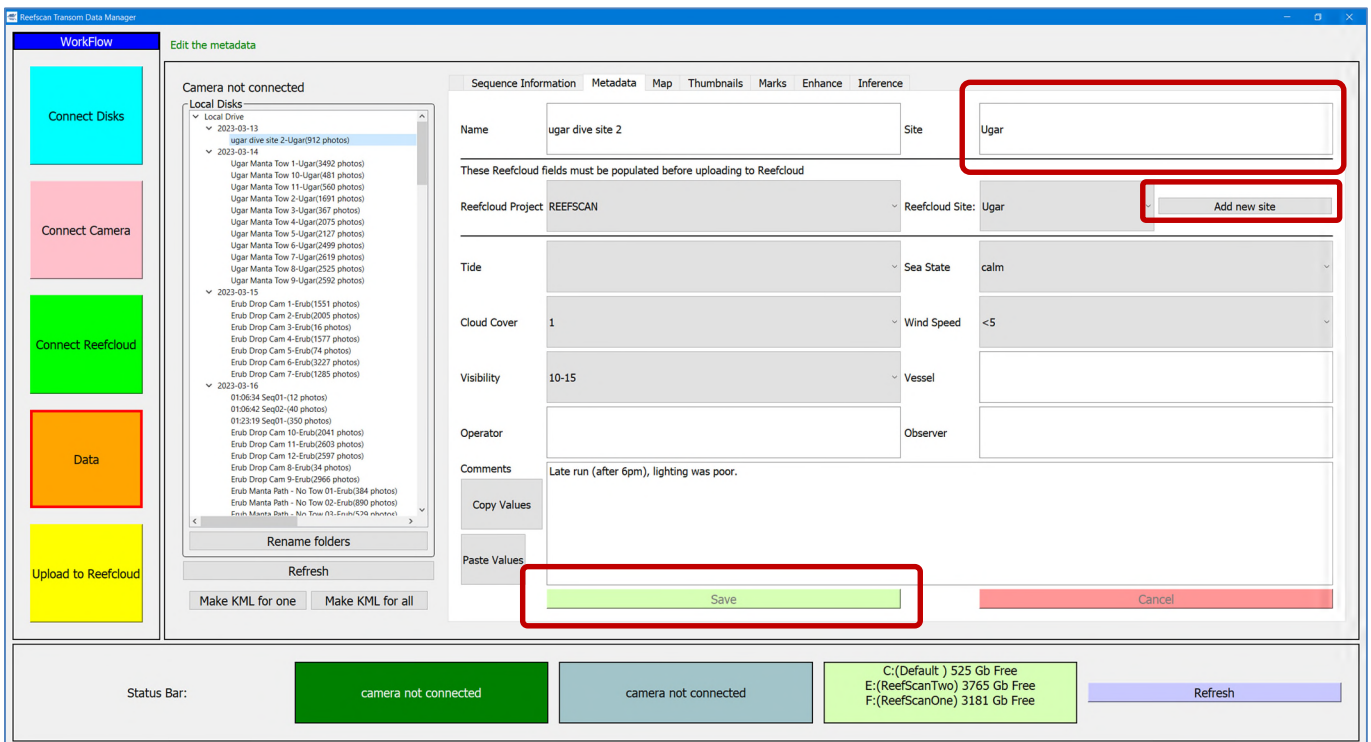 Reefscan Transom Data Manager
WorkFlow
Edit the metadata
Connect Disks
Connect Camera
Connect Reefcloud
Data
Upload to Reefcloud
Camera not connected
Local Disks
Local Drive
2023-03-13
ugar dive site 2-Ugar(912 photos)
2023-03-14
Ugar Manta Tow 1-Ugar(3492 photos)
Ugar Manta Tow 10-Ugar(481 photos)
Ugar Manta Tow 11-Ugar(560 photos)
Ugar Manta Tow 2-Ugar(1691 photos)
Ugar Manta Tow 3-Ugar(367 photos)
Ugar Manta Tow 4-Ugar(2075 photos)
Ugar Manta Tow 5-Ugar(2127 photos)
Ugar Manta Tow 6-Ugar(2499 photos)
Ugar Manta Tow 7-Ugar(2619 photos)
Ugar Manta Tow 8-Ugar(2525 photos)
Ugar Manta Tow 9-Ugar(2592 photos)
2023-03-15
Erub Drop Cam 1-Erub(1551 photos)
Erub Drop Cam 2-Erub(2005 photos)
Erub Drop Cam 3-Erub(16 photos)
Erub Drop Cam 4-Erub(1577 photos)
Erub Drop Cam 5-Erub(74 photos)
Erub Drop Cam 6-Erub(3227 photos)
Erub Drop Cam 7-Erub(1285 photos)
2023-03-16
01:06:34 Seq01-(12 photos)
01:06:42 Seq02-(40 photos)
01:23:19 Seq01-(350 photos)
Erub Drop Cam 10-Erub(2041 photos)
Erub Drop Cam 11-Erub(2603 photos)
Erub Drop Cam 12-Erub(2597 photos)
Erub Drop Cam 8-Erub(34 photos)
Erub Drop Cam 9-Erub(2966 photos)
Erub Manta Path - No Tow 01-Erub(384 photos)
Erub Manta Path - No Tow 02-Erub(890 photos)
Erub Manta Path - No Tow 03-Erub(529 photos)
Rename folders
Refresh
Make KML for one Make KML for all
Sequence Information Metadata Map Thumbnails Marks Enhance Inference
Name ugar dive site 2 Site Ugar
These Reefcloud fields must be populated before uploading to Reefcloud
Reefcloud Project REEFSCAN Reefcloud Site: Ugar Add new site
Tide Sea State calm
Cloud Cover 1 Wind Speed <5
Visibility 10-15 Vessel
Operator Observer
Comments Late run (after 6pm), lighting was poor.
Copy Values
Paste Values
Save Cancel
Status Bar: camera not connected camera not connected
C:(Default ) 525 Gb Free
E:(ReefScanTwo) 3765 Gb Free
F:(ReefScanOne) 3181 Gb Free
Refresh